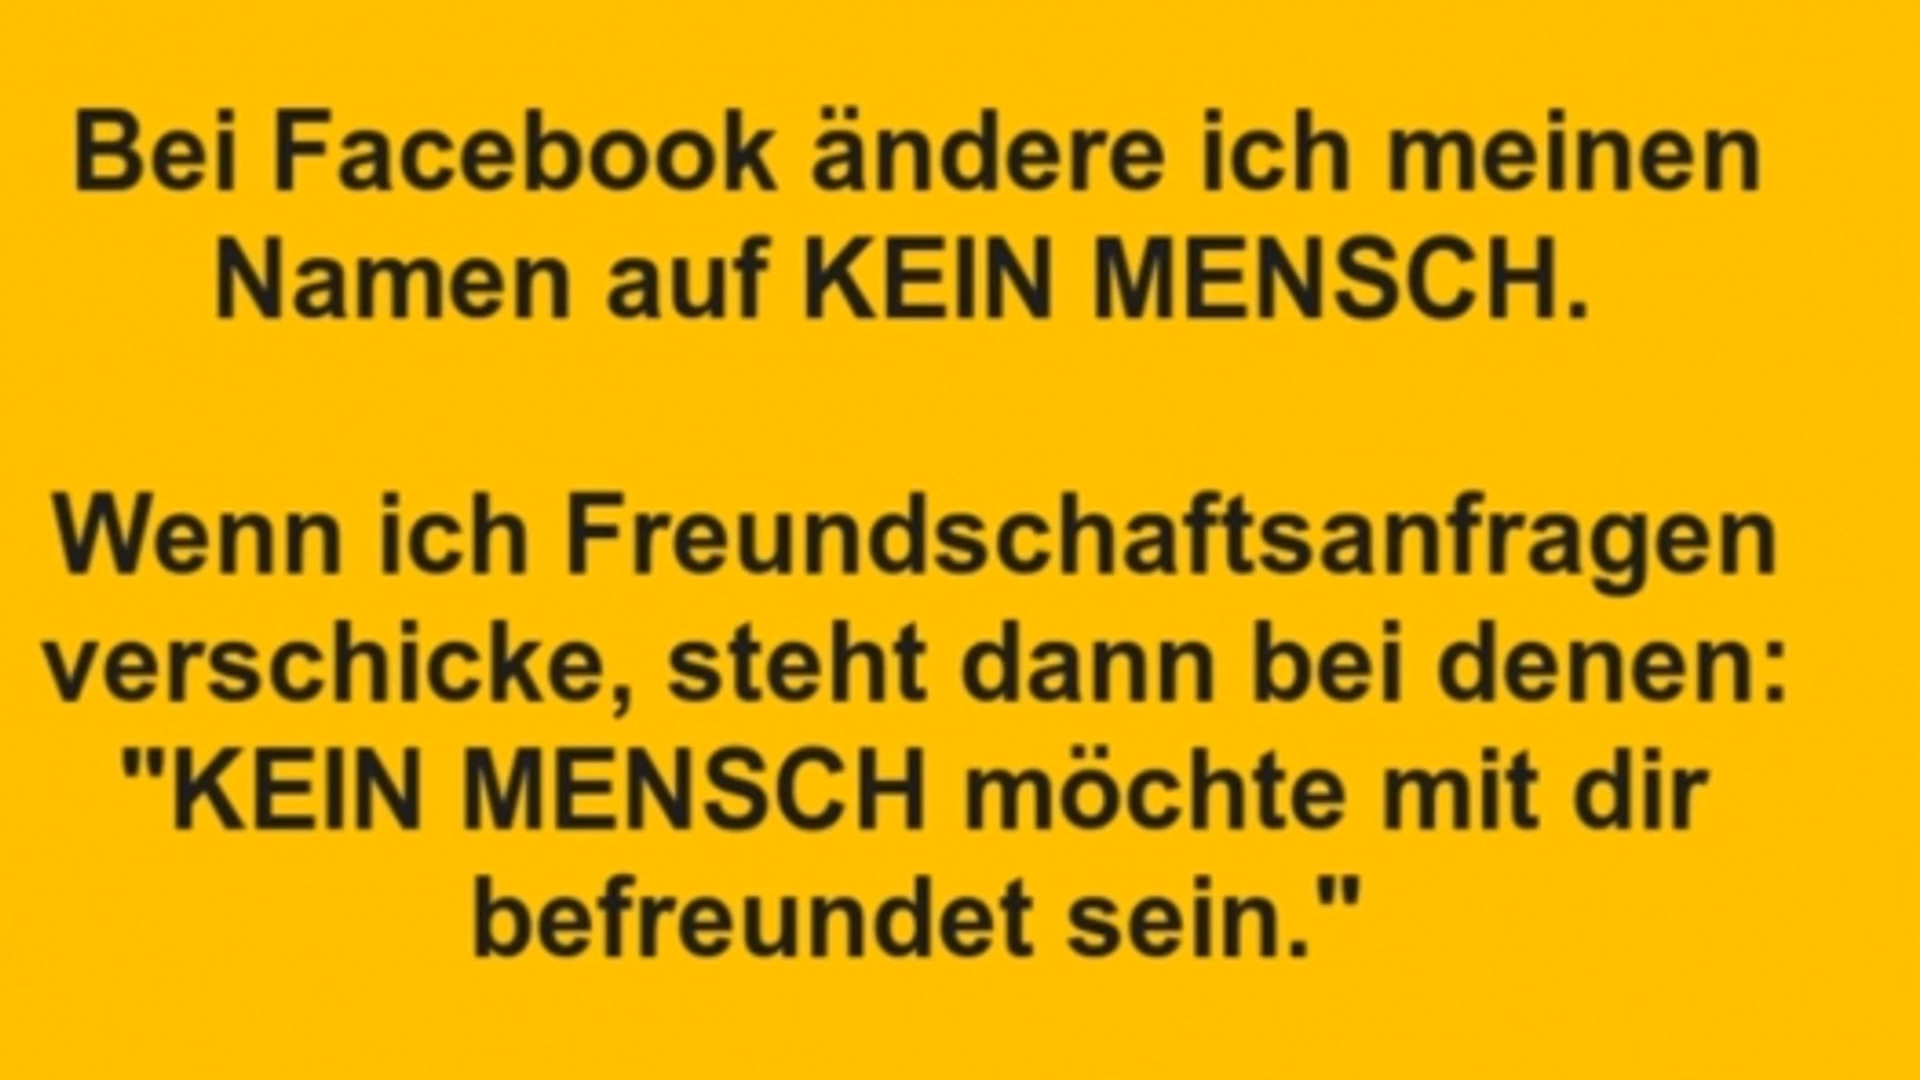 Bei Facebook ändere ich meinen
Namen auf KEIN MENSCH.
Wenn ich Freundschaftsanfragen
verschicke, steht dann bei denen:
"KEIN MENSCH möchte mit dir
befreundet sein."